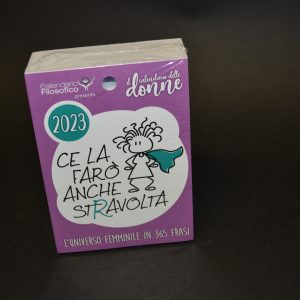 Calendario
Filosofico
presenta
il calendario delle
donne
2023
CE LA
FARÒ
ANCHE
STRAVOLTA
L'UNIVERSO FEMMINILE IN 365 FRASI